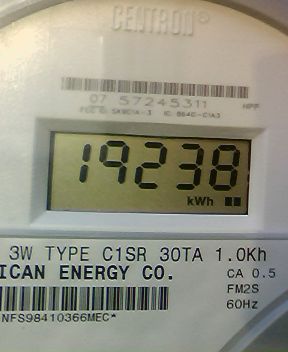 CENTRON®
07 57245311 HPF
19238
kWh
3W TYPE C1SR 30TA 1.0Kh
ICAN ENERGY CO. CA 0.5
FM2S
60Hz
NFS98410366MEC*